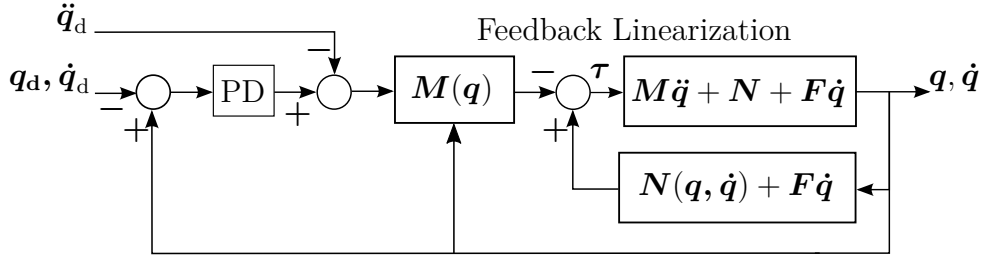 q̈_d
Feedback Linearization
−
q_d, q̇_d
PD
M(q)
−
τ
Mq̈ + N + Fq̇
q, q̇
−
+
+
+
N(q, q̇) + Fq̇